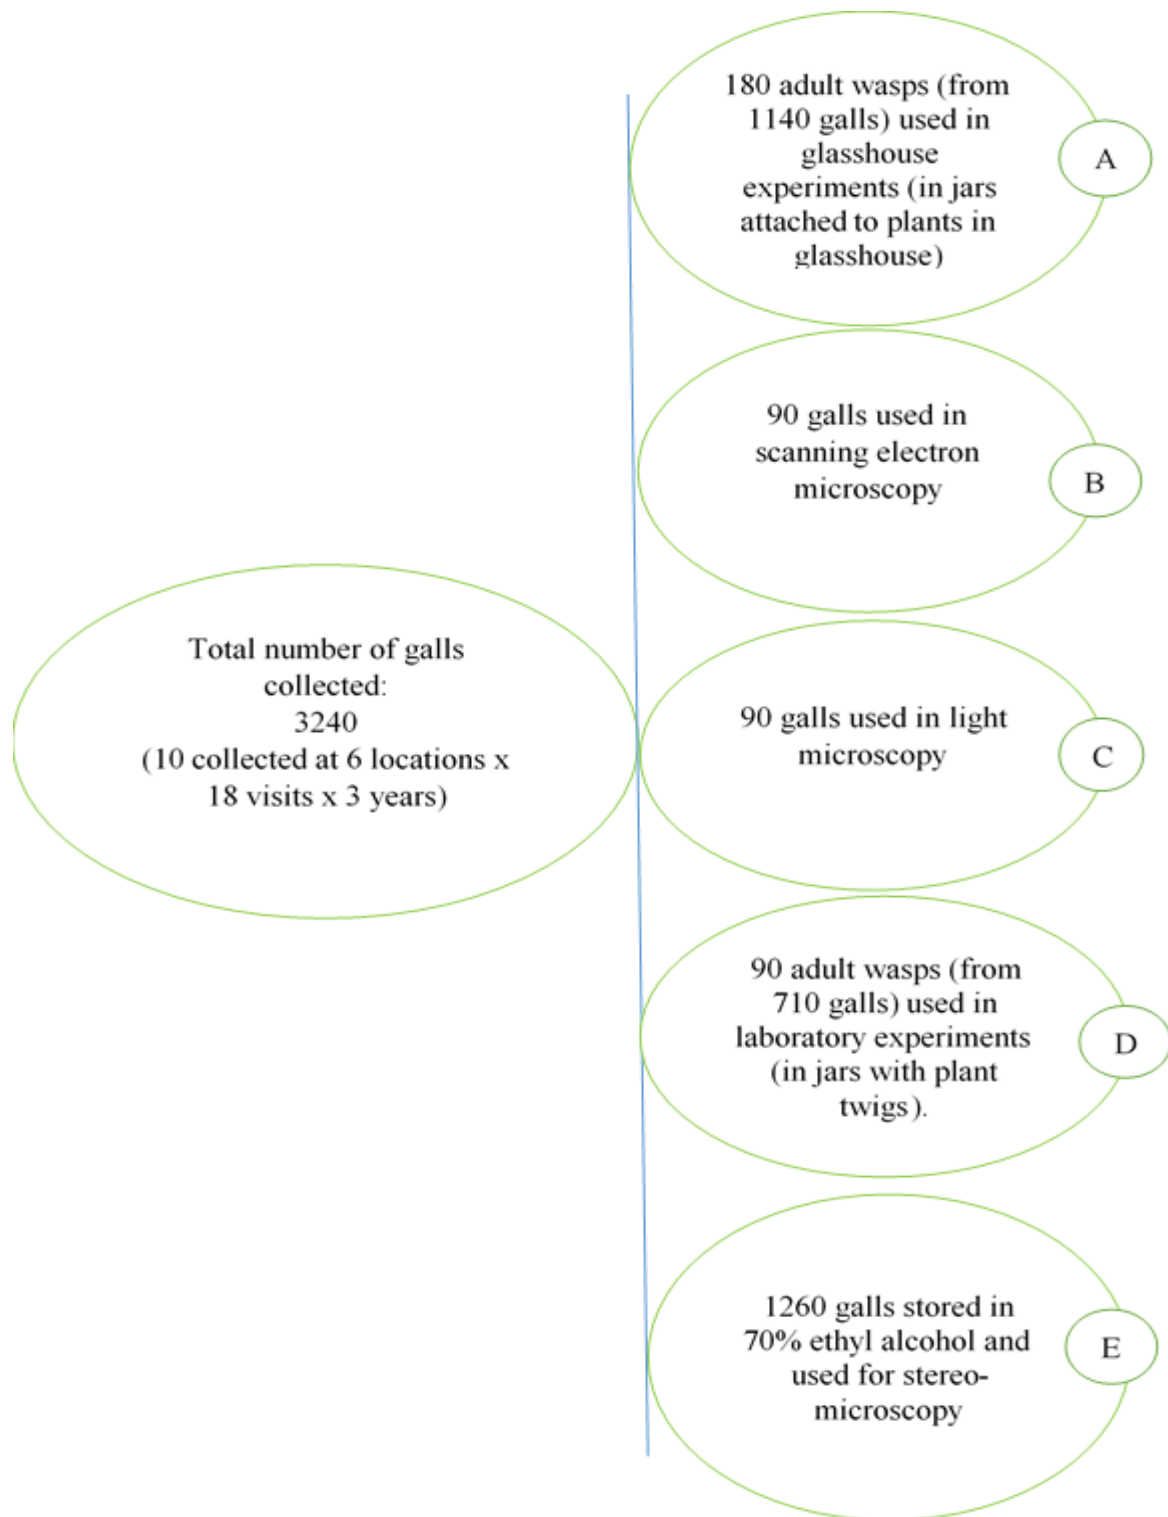 180 adult wasps (from
1140 galls) used in
glasshouse
experiments (in jars
attached to plants in
glasshouse)
A
90 galls used in
scanning electron
microscopy
B
Total number of galls
collected:
3240
(10 collected at 6 locations x
18 visits x 3 years)
90 galls used in light
microscopy
C
90 adult wasps (from
710 galls) used in
laboratory experiments
(in jars with plant
twigs).
D
1260 galls stored in
70% ethyl alcohol and
used for stereo-
microscopy
E